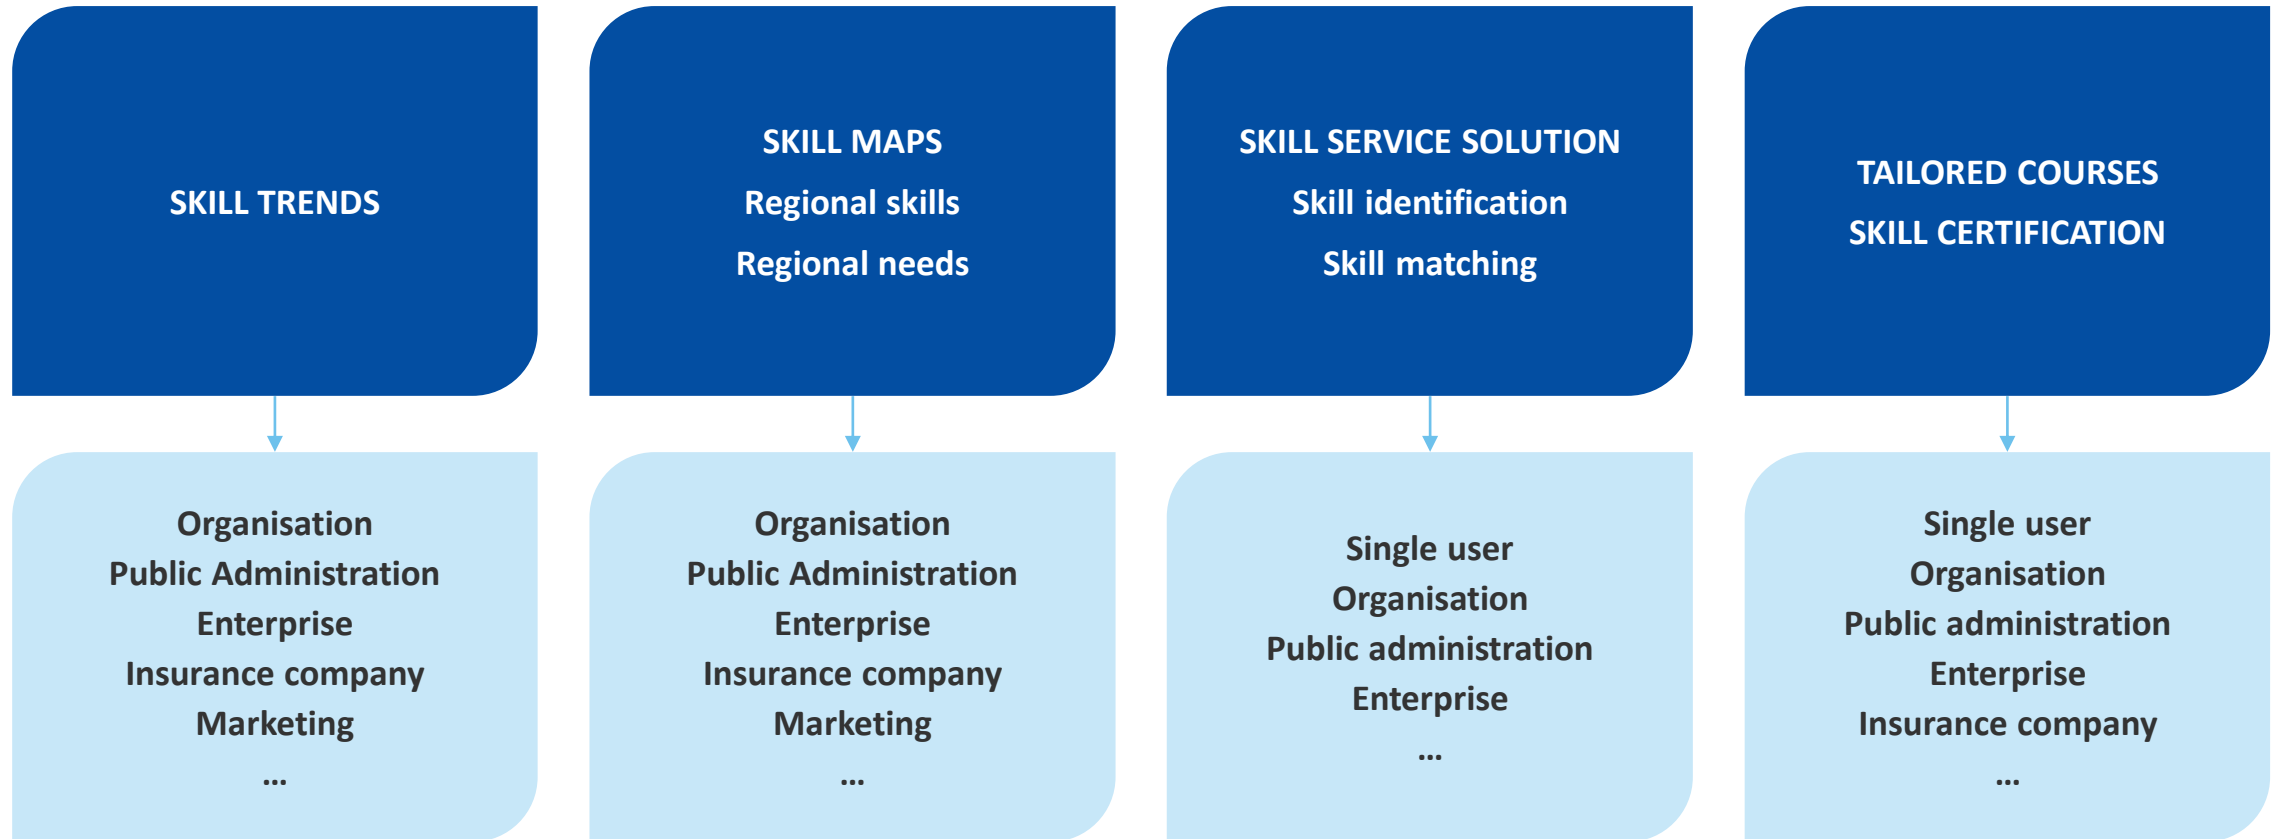 SKILL TRENDS
SKILL MAPS
Regional skills
Regional needs
SKILL SERVICE SOLUTION
Skill identification
Skill matching
TAILORED COURSES
SKILL CERTIFICATION
Organisation
Public Administration
Enterprise
Insurance company
Marketing
...
Organisation
Public Administration
Enterprise
Insurance company
Marketing
...
Single user
Organisation
Public administration
Enterprise
...
Single user
Organisation
Public administration
Enterprise
Insurance company
...